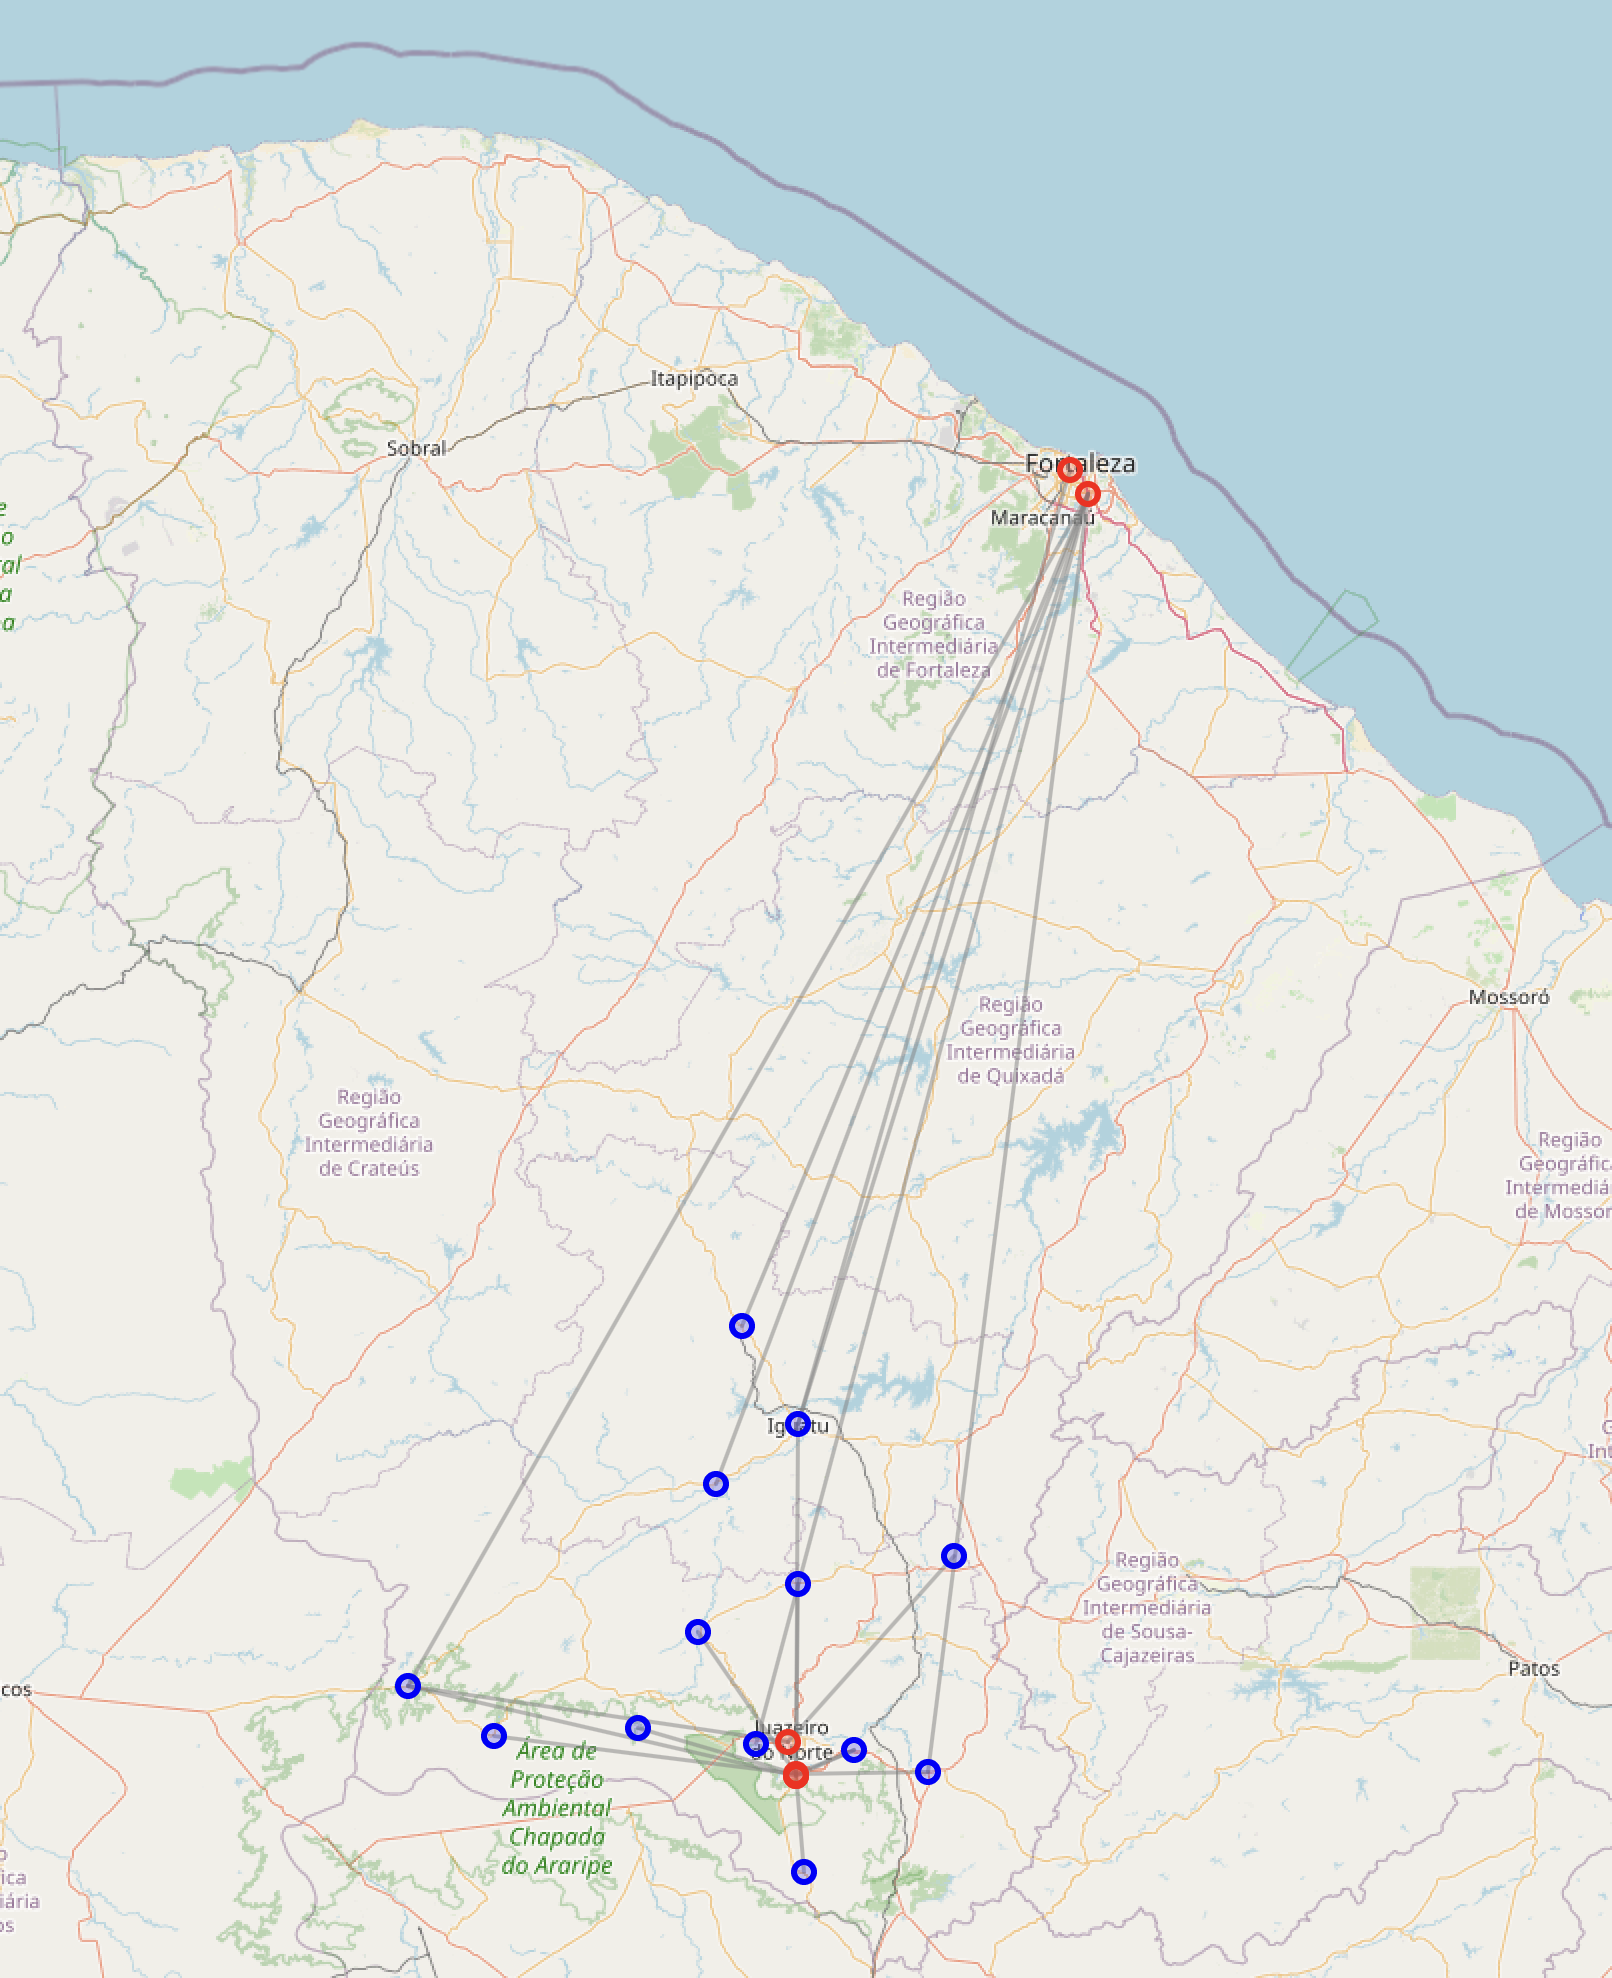 Itapipoca
Sobral
Fortaleza
Maracanaú
e
o
al
a
a
Região
Geográfica
Intermediária
de Fortaleza
Região
Geográfica
Intermediária
de Quixadá
Mossoró
Região
Geográfica
Intermediária
de Crateús
Região
Geográfica
Intermediá
de Mossor
Iguatu
Região
Geográfica
Intermediária
de Sousa-
Cajazeiras
Patos
cos
Juazeiro
do Norte
Área de
Proteção
Ambiental
Chapada
do Araripe
o
ica
iária
os